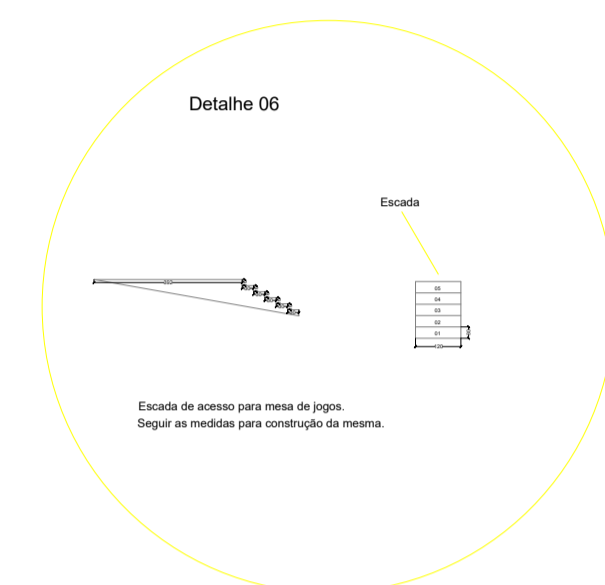 Detalhe 06
Escada
05
04
03
02
01
120
Escada de acesso para mesa de jogos.
Seguir as medidas para construção da mesma.